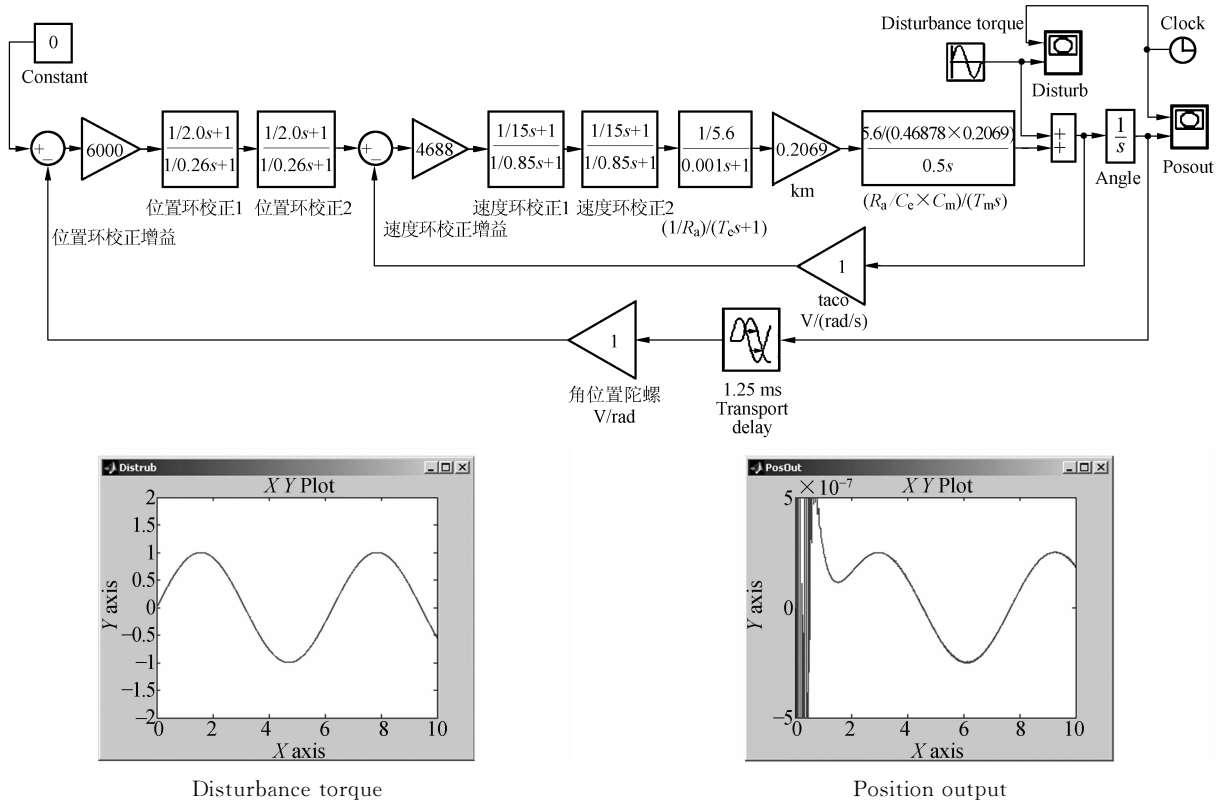 Disturbance torque
Clock
0
Constant
Disturb
+
−
6000
1/2.0s+1
1/0.26s+1
1/2.0s+1
1/0.26s+1
+
−
4688
1/15s+1
1/0.85s+1
1/15s+1
1/0.85s+1
1/5.6
0.001s+1
0.2069
km
5.6/(0.46878×0.2069)
0.5s
+
+
1
s
Angle
Posout
位置环校正1
位置环校正2
速度环校正1
速度环校正2
(1/Ra)/(Tes+1)
(Ra/Ce×Cm)/(Tms)
位置环校正增益
速度环校正增益
1
taco
V/(rad/s)
1
角位置陀螺
V/rad
1.25 ms
Transport
delay
Distrub
X Y Plot
2
1.5
1
0.5
0
−0.5
−1
−1.5
−2
Y axis
0 2 4 6 8 10
X axis
Disturbance torque
PosOut
×10⁻⁷
X Y Plot
5
0
−5
Y axis
0 2 4 6 8 10
X axis
Position output